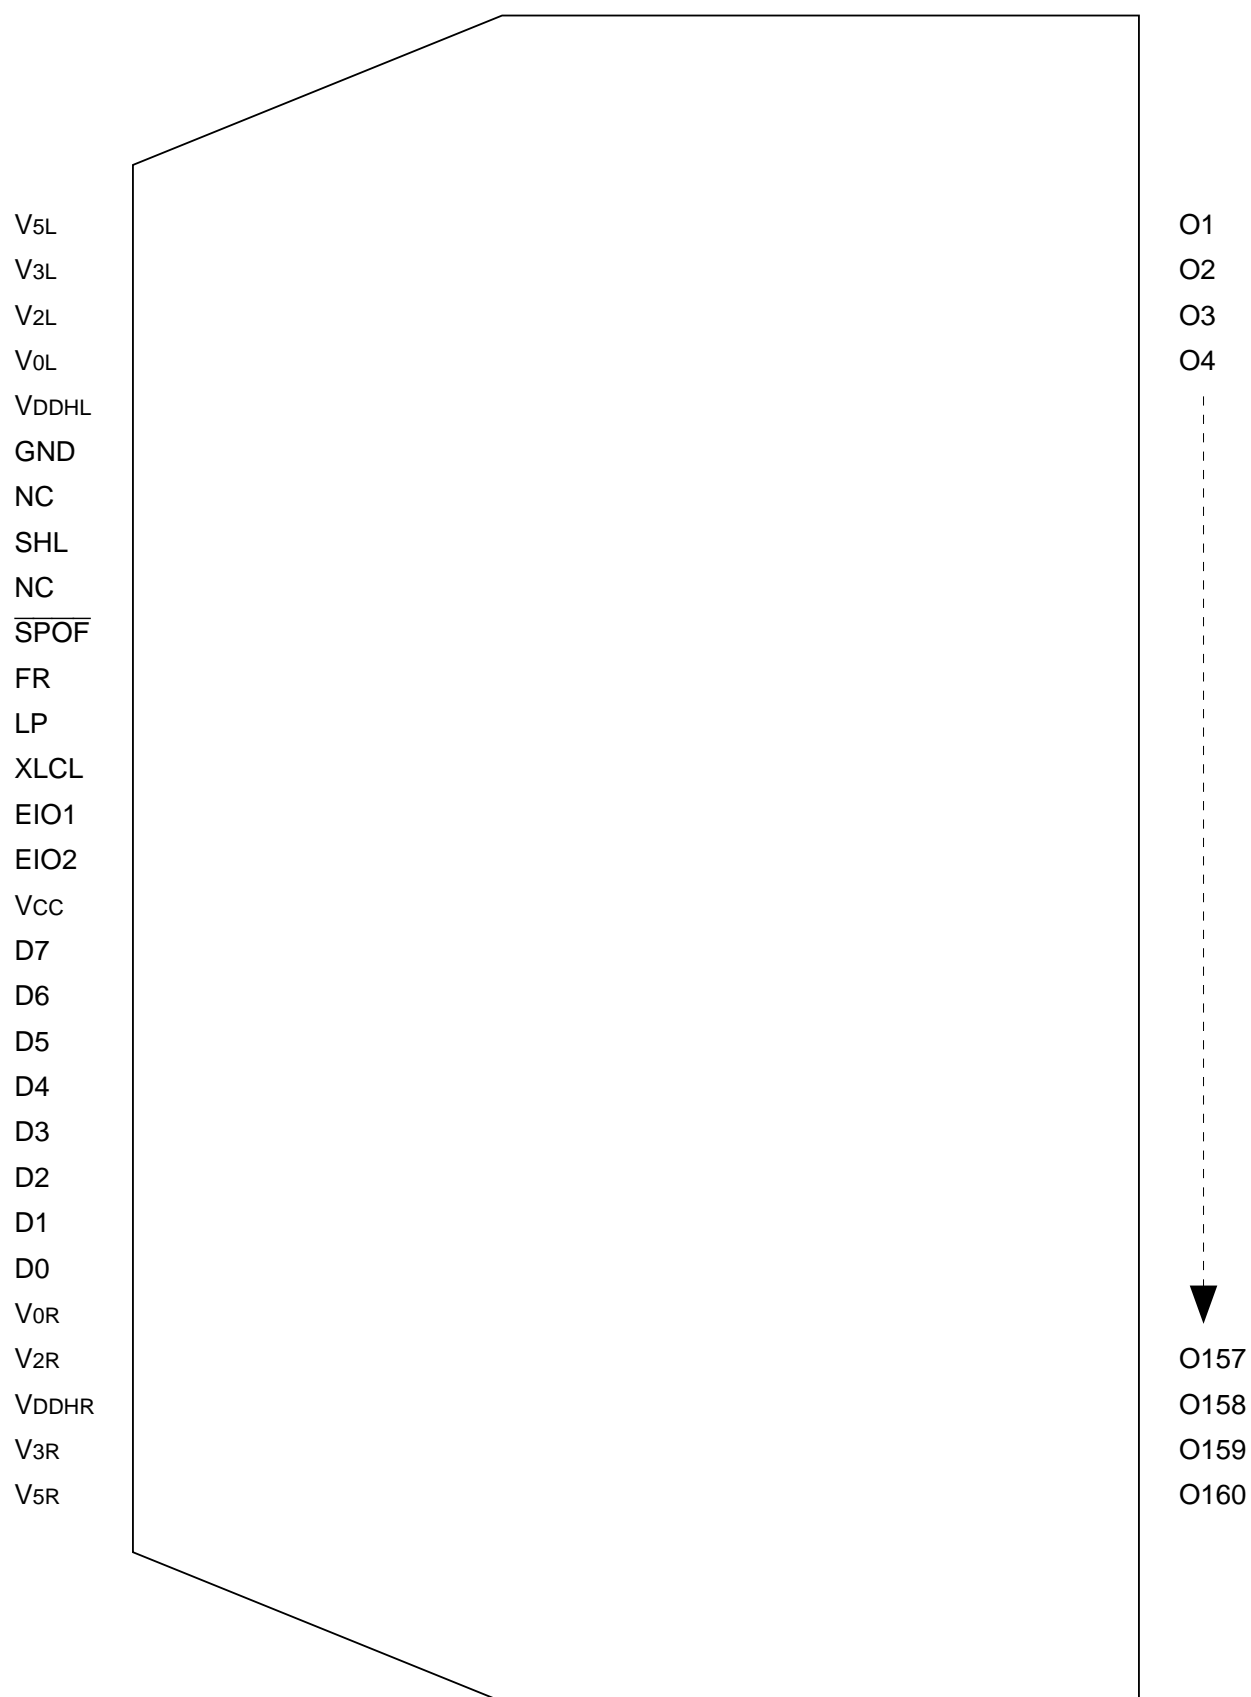 V5L
V3L
V2L
V0L
VDDHL
GND
NC
SHL
NC
S̅P̅O̅F̅
FR
LP
XLCL
EIO1
EIO2
VCC
D7
D6
D5
D4
D3
D2
D1
D0
V0R
V2R
VDDHR
V3R
V5R
O1
O2
O3
O4
O157
O158
O159
O160